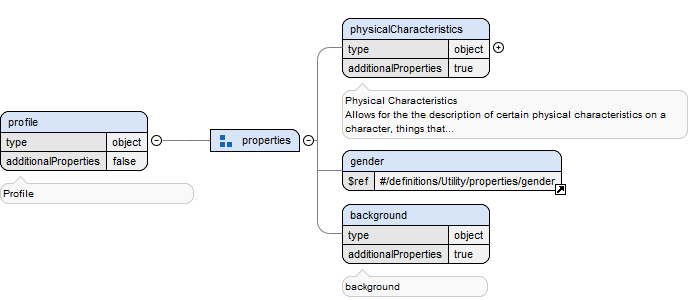 physicalCharacteristics
type object
additionalProperties true
Physical Characteristics
Allows for the the description of certain physical characteristics on a
character, things that...
profile
type object
additionalProperties false
Profile
properties
gender
$ref #/definitions/Utility/properties/gender
background
type object
additionalProperties true
background